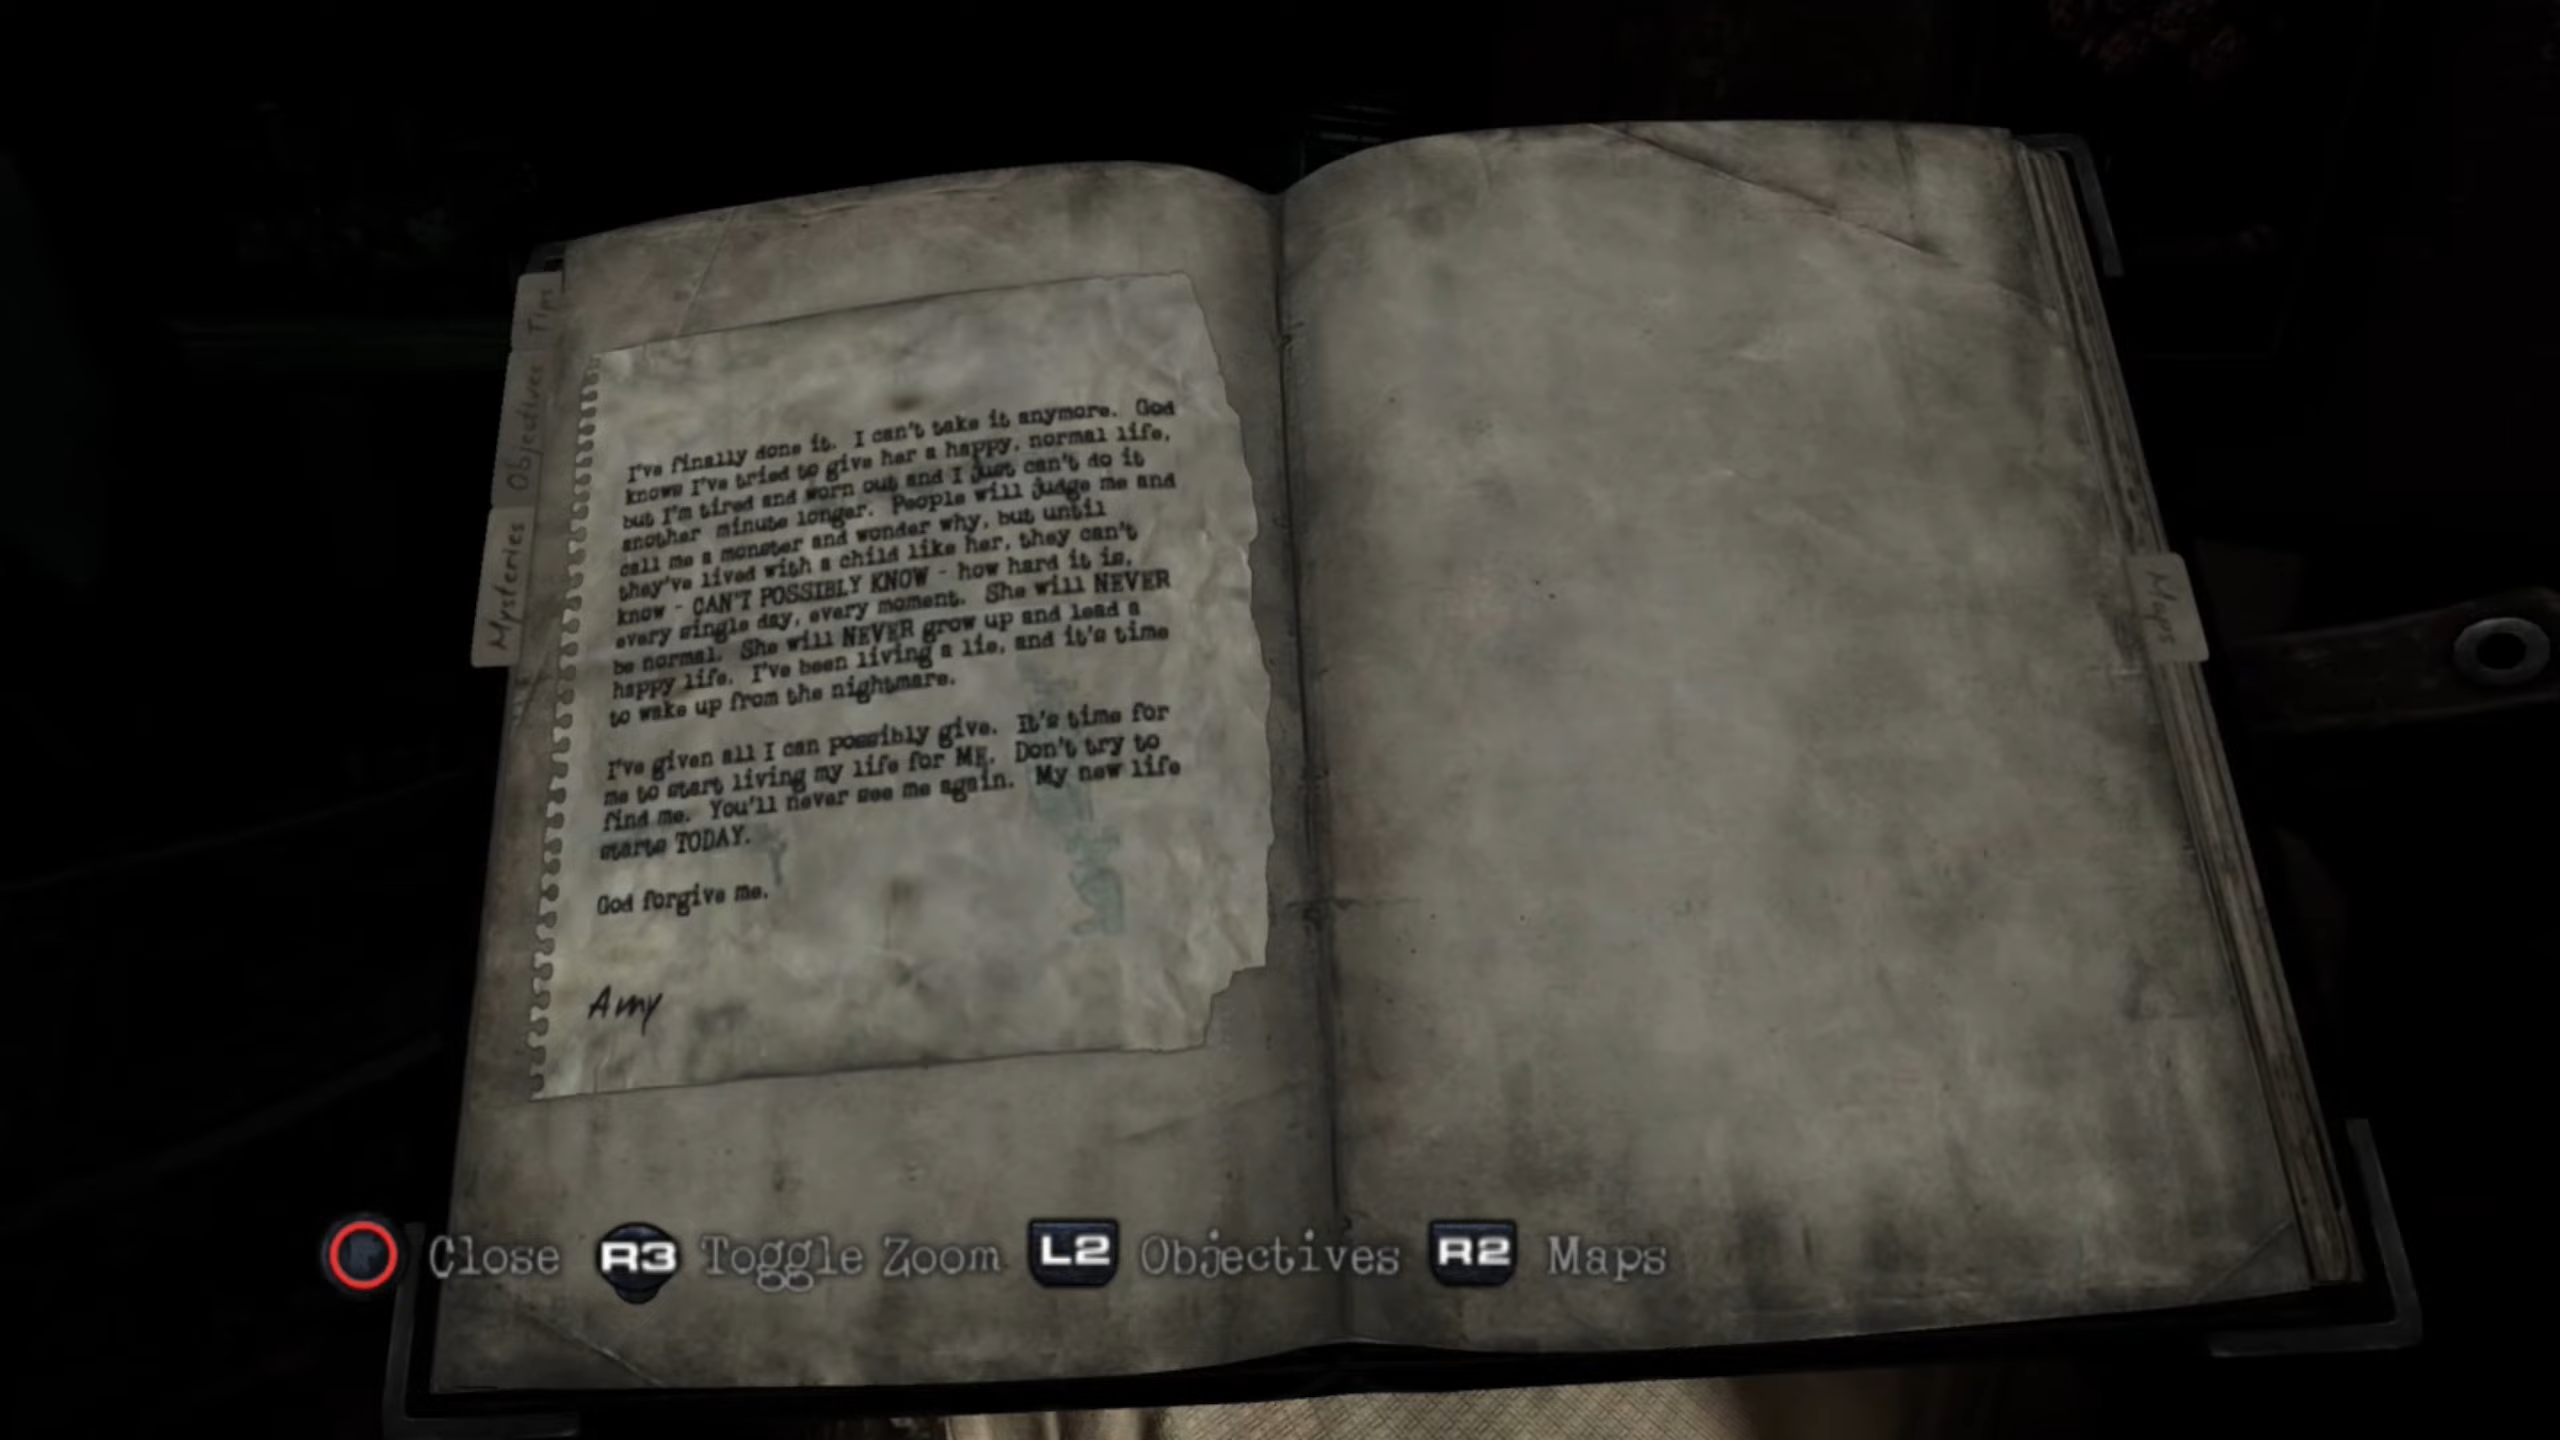 Tips
Objectives
Mysteries
I've finally done it.  I can't take it anymore.  God
knows I've tried to give her a happy, normal life,
but I'm tired and worn out and I just can't do it
another minute longer.  People will judge me and
call me a monster and wonder why, but until
they've lived with a child like her, they can't
know - CAN'T POSSIBLY KNOW - how hard it is,
every single day, every moment.  She will NEVER
be normal.  She will NEVER grow up and lead a
happy life.  I've been living a lie, and it's time
to wake up from the nightmare.
I've given all I can possibly give.  It's time for
me to start living my life for ME.  Don't try to
find me.  You'll never see me again.  My new life
starts TODAY.
God forgive me.
Amy
Maps
Close R3 Toggle Zoom L2 Objectives R2 Maps